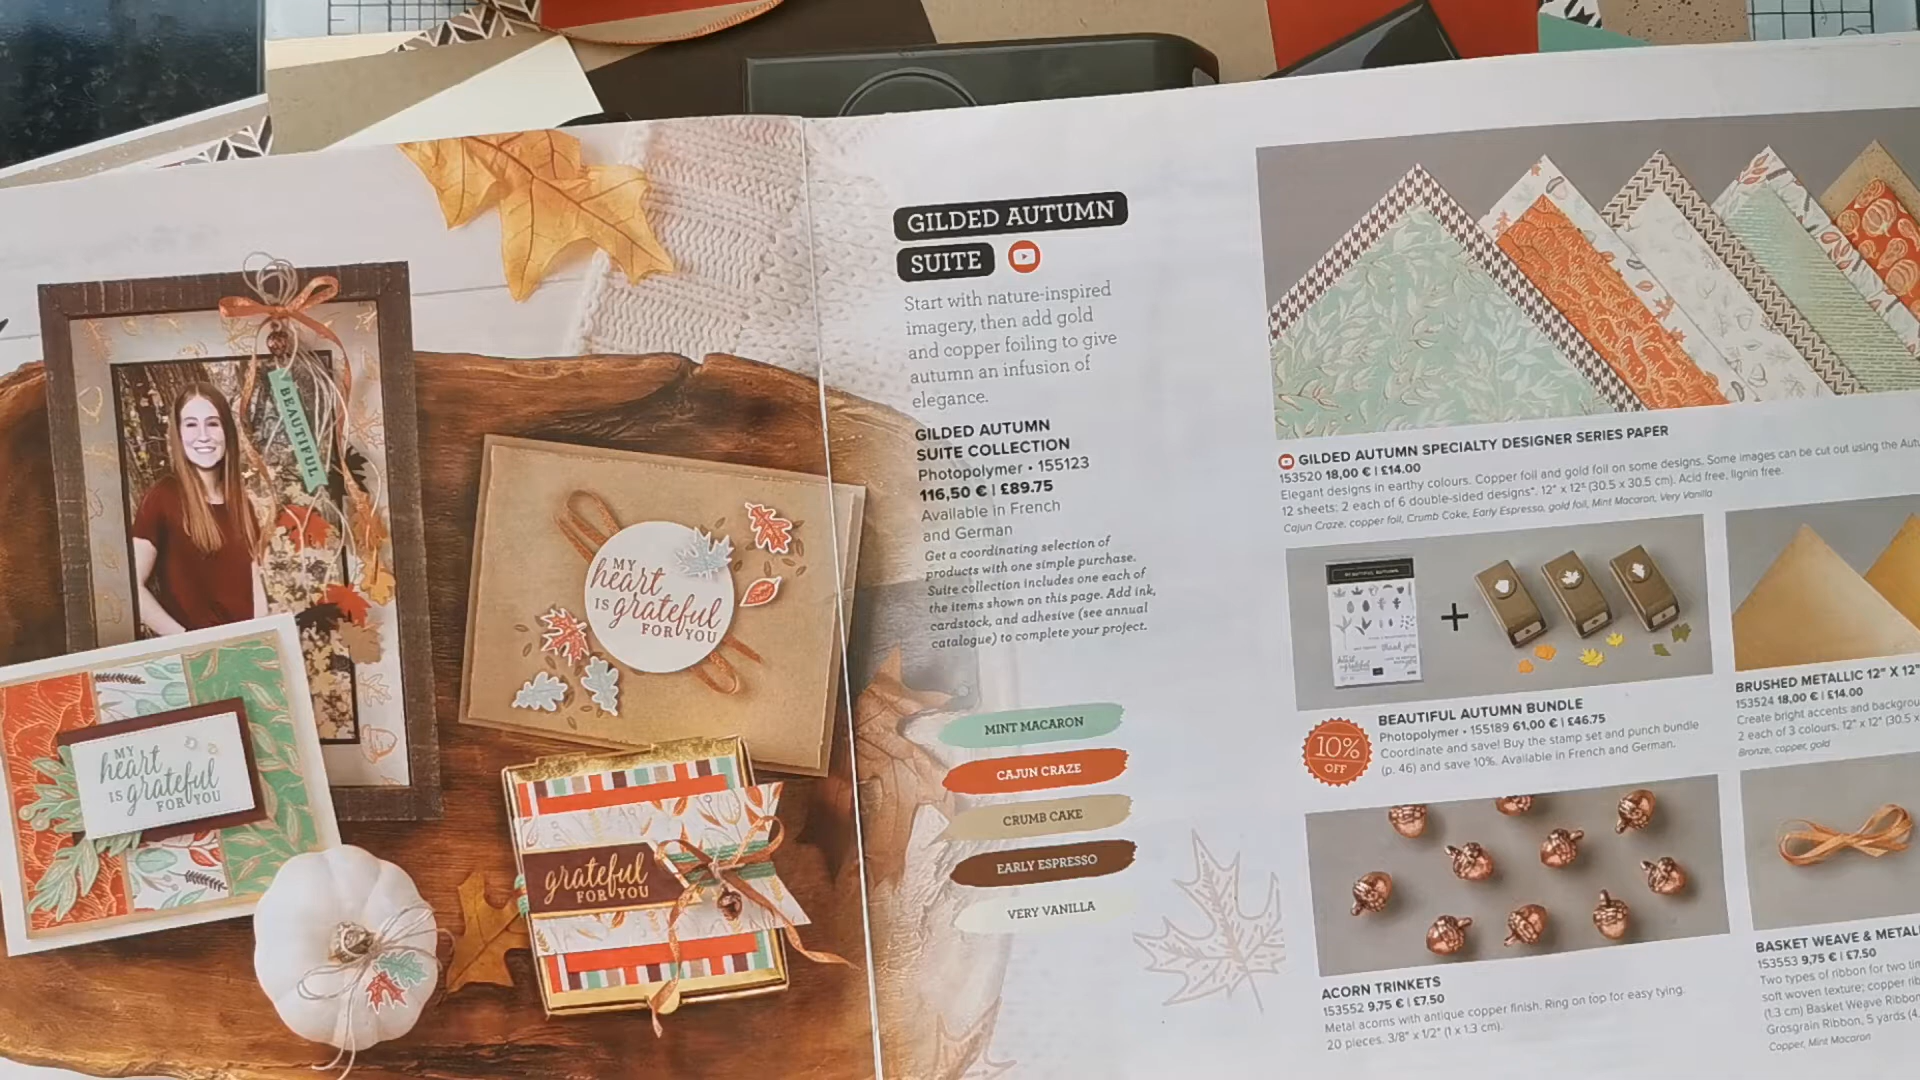 BEAUTIFUL
MY
heart
IS grateful
FOR YOU
MY
heart
IS grateful
FOR YOU
grateful
FOR YOU
GILDED AUTUMN
SUITE
Start with nature-inspired
imagery, then add gold
and copper foiling to give
autumn an infusion of
elegance.
GILDED AUTUMN
SUITE COLLECTION
Photopolymer • 155123
116,50 € | £89.75
Available in French
and German
Get a coordinating selection of
products with one simple purchase.
Suite collection includes one each of
the items shown on this page. Add ink,
cardstock, and adhesive (see annual
catalogue) to complete your project.
MINT MACARON
CAJUN CRAZE
CRUMB CAKE
EARLY ESPRESSO
VERY VANILLA
GILDED AUTUMN SPECIALTY DESIGNER SERIES PAPER
153520 18,00 € | £14.00
Elegant designs in earthy colours. Copper foil and gold foil on some designs. Some images can be cut out using the Aut
12 sheets: 2 each of 6 double-sided designs*. 12" x 12" (30.5 x 30.5 cm). Acid free, lignin free.
Cajun Craze, copper foil, Crumb Cake, Early Espresso, gold foil, Mint Macaron, Very Vanilla
BEAUTIFUL AUTUMN
+
10%
OFF
BEAUTIFUL AUTUMN BUNDLE
Photopolymer • 155189 61,00 € | £46.75
Coordinate and save! Buy the stamp set and punch bundle
(p. 46) and save 10%. Available in French and German.
BRUSHED METALLIC 12" X 12"
153524 18,00 € | £14.00
Create bright accents and backgrou
2 each of 3 colours. 12" x 12" (30.5 x
Bronze, copper, gold
ACORN TRINKETS
153552 9,75 € | £7.50
Metal acorns with antique copper finish. Ring on top for easy tying.
20 pieces. 3/8" x 1/2" (1 x 1.3 cm).
BASKET WEAVE & METAL
153553 9,75 € | £7.50
Two types of ribbon for two ti
soft woven texture; copper rib
(1.3 cm) Basket Weave Ribbon
Grosgrain Ribbon, 5 yards (4.
Copper, Mint Macaron